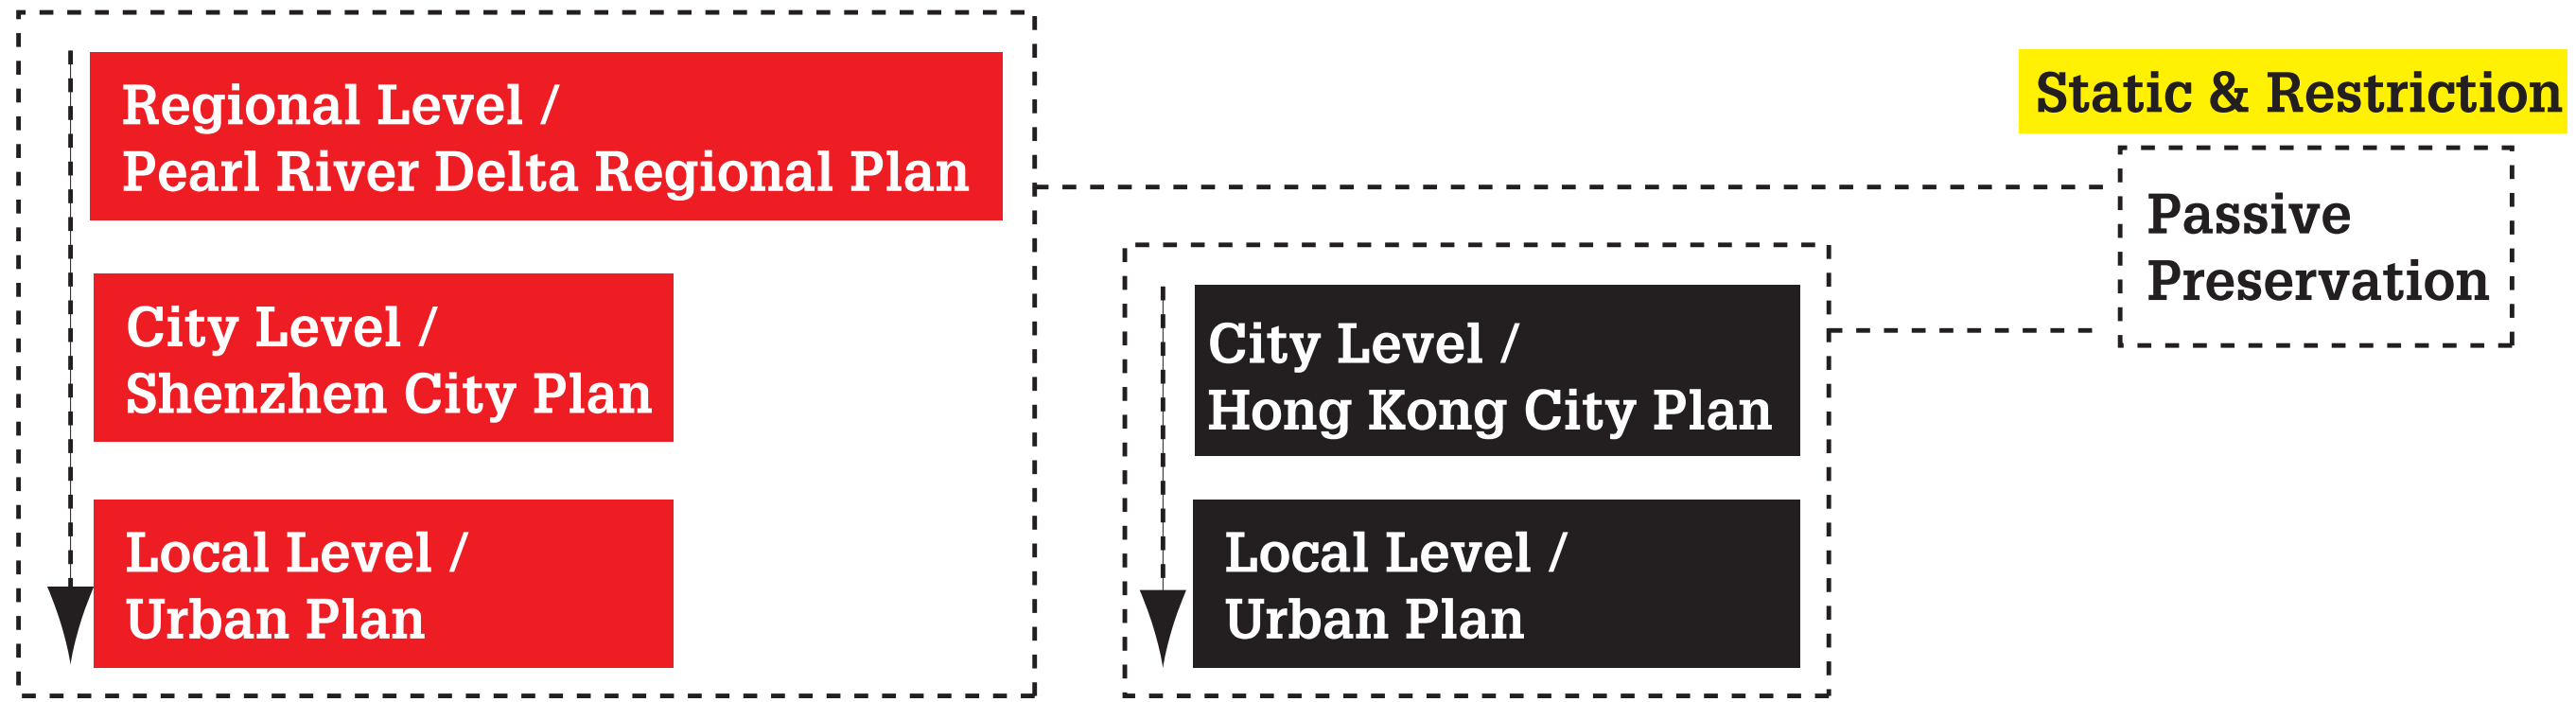 Regional Level /
Pearl River Delta Regional Plan
City Level /
Shenzhen City Plan
Local Level /
Urban Plan
City Level /
Hong Kong City Plan
Local Level /
Urban Plan
Static & Restriction
Passive
Preservation